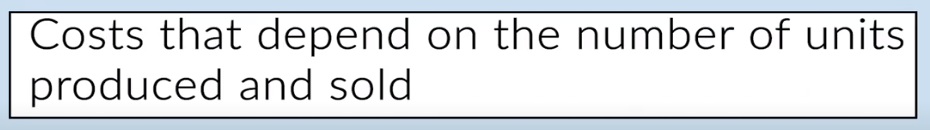 Costs that depend on the number of units
produced and sold